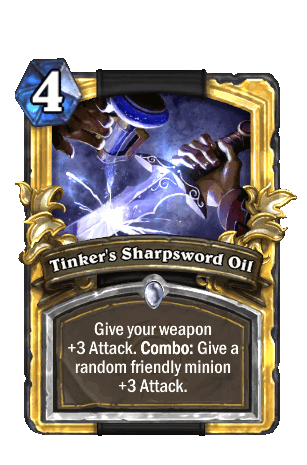 4
Tinker's Sharpsword Oil
Give your weapon
+3 Attack. Combo: Give a
random friendly minion
+3 Attack.